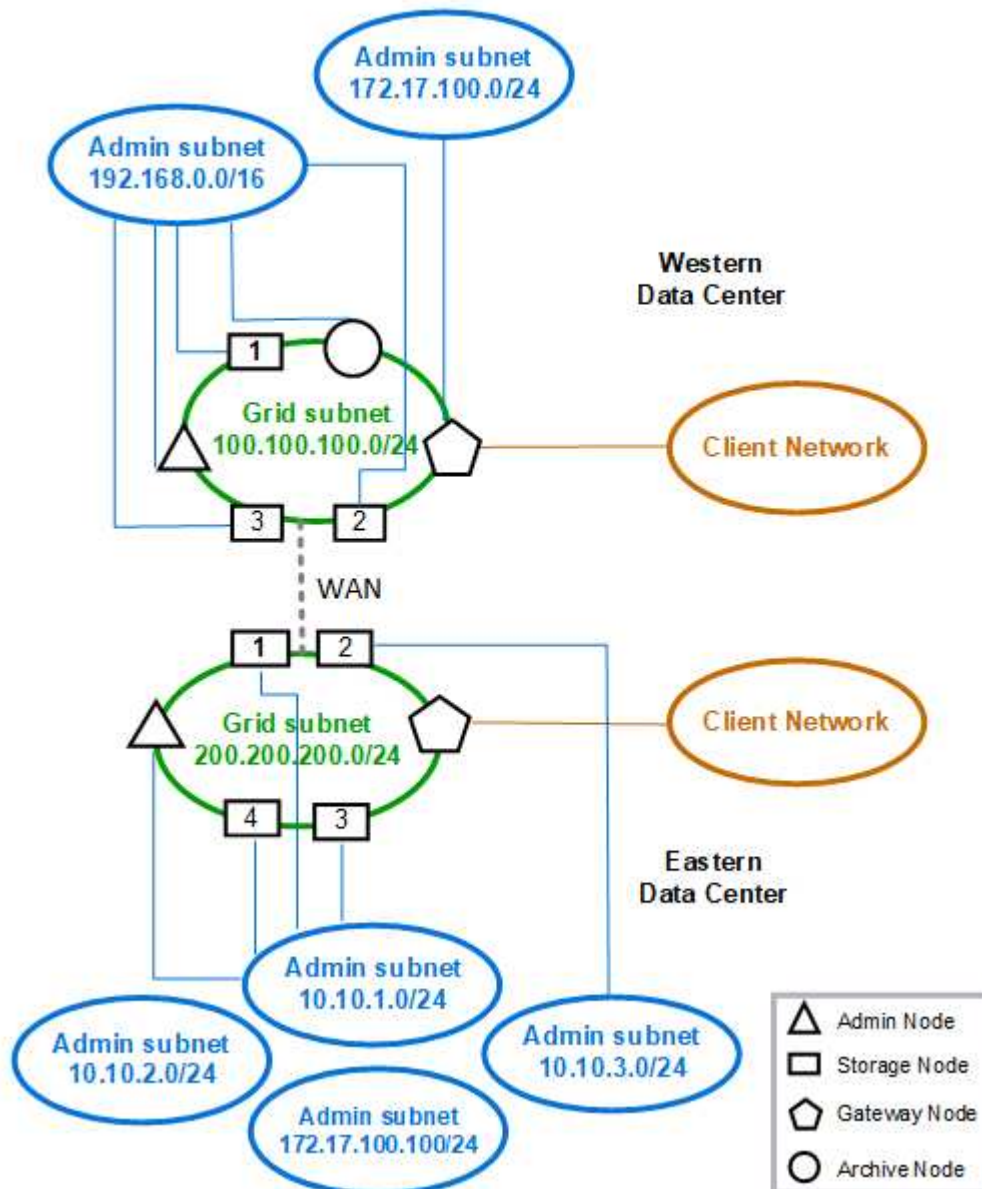 Admin subnet
172.17.100.0/24
Admin subnet
192.168.0.0/16
Western
Data Center
1
Grid subnet
100.100.100.0/24
Client Network
3
2
WAN
1
2
Grid subnet
200.200.200.0/24
Client Network
4
3
Eastern
Data Center
Admin subnet
10.10.1.0/24
Admin subnet
10.10.2.0/24
Admin subnet
10.10.3.0/24
Admin subnet
172.17.100.100/24
Admin Node
Storage Node
Gateway Node
Archive Node